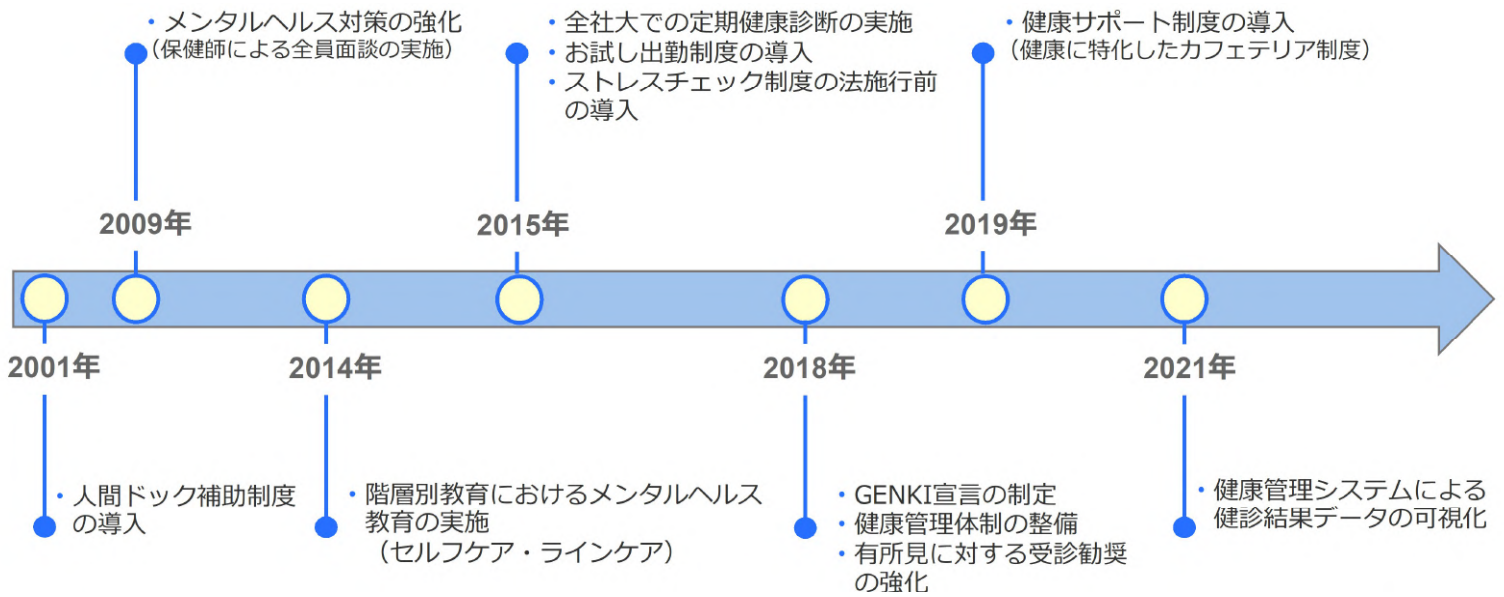 ・メンタルヘルス対策の強化
（保健師による全員面談の実施）
・全社大での定期健康診断の実施
・お試し出勤制度の導入
・ストレスチェック制度の法施行前
の導入
・健康サポート制度の導入
（健康に特化したカフェテリア制度）
2009年
2015年
2019年
2001年
2014年
2018年
2021年
・人間ドック補助制度
の導入
・階層別教育におけるメンタルヘルス
教育の実施
（セルフケア・ラインケア）
・GENKI宣言の制定
・健康管理体制の整備
・有所見に対する受診勧奨
の強化
・健康管理システムによる
健診結果データの可視化